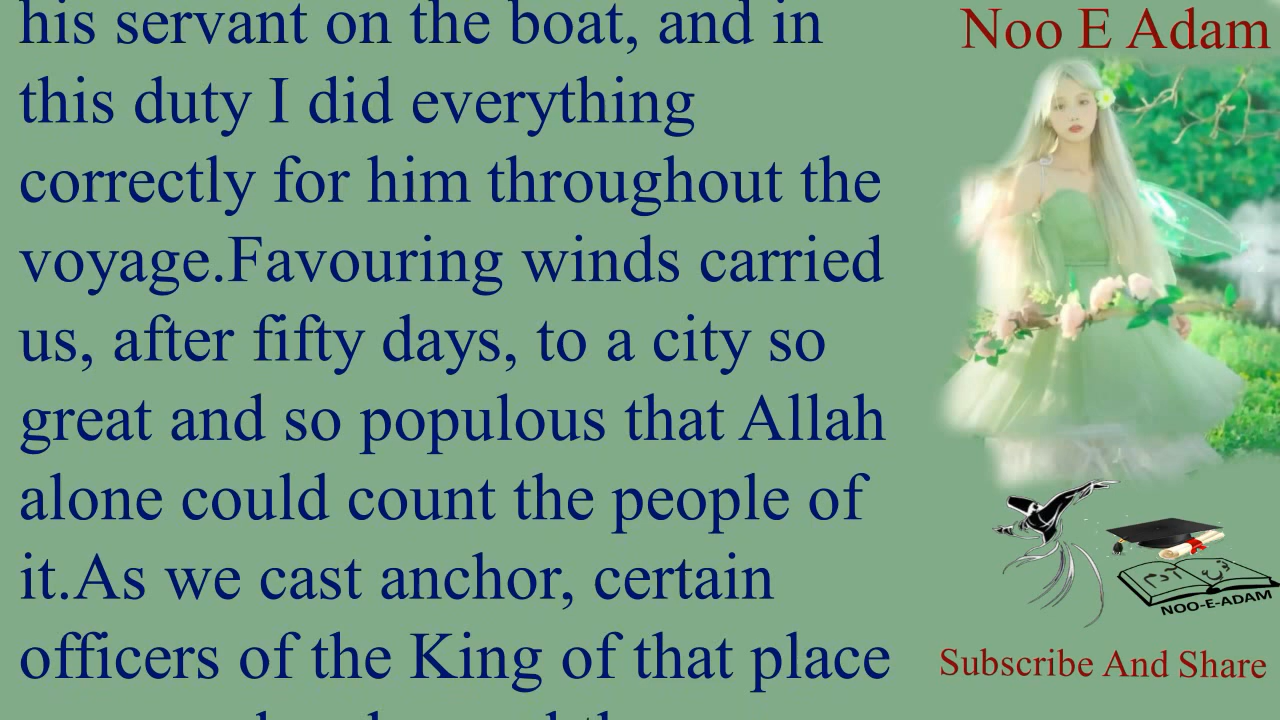 his servant on the boat, and in
this duty I did everything
correctly for him throughout the
voyage.Favouring winds carried
us, after fifty days, to a city so
great and so populous that Allah
alone could count the people of
it.As we cast anchor, certain
officers of the King of that place
Noo E Adam
نوع آدم
NOO-E-ADAM
Subscribe And Share